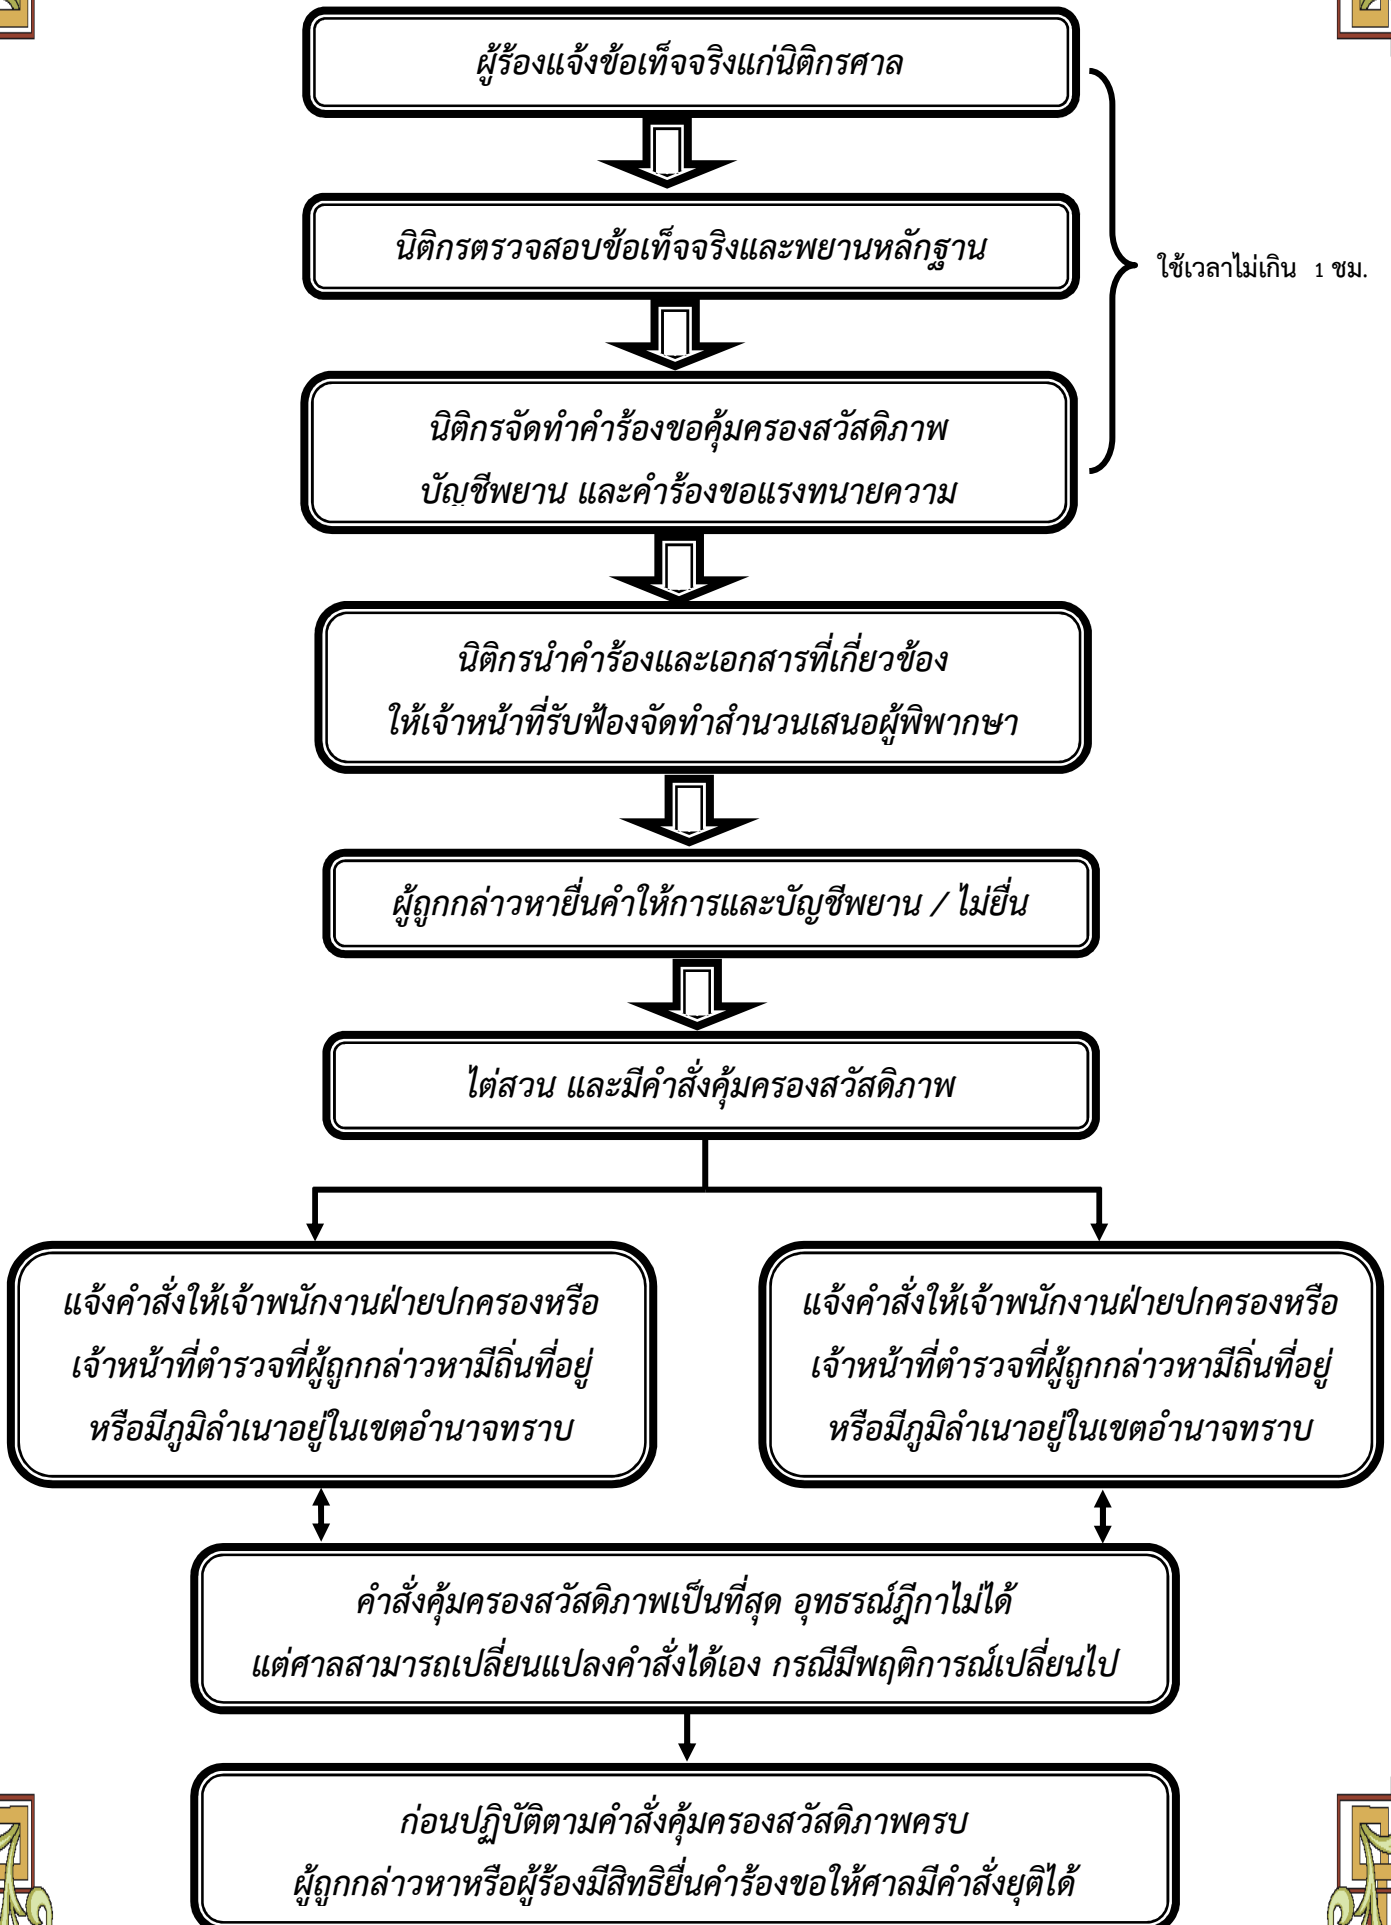 ผู้ร้องแจ้งข้อเท็จจริงแก่นิติกรศาล
นิติกรตรวจสอบข้อเท็จจริงและพยานหลักฐาน
ใช้เวลาไม่เกิน 1 ชม.
นิติกรจัดทำคำร้องขอคุ้มครองสวัสดิภาพ
บัญชีพยาน และคำร้องขอแรงทนายความ
นิติกรนำคำร้องและเอกสารที่เกี่ยวข้อง
ให้เจ้าหน้าที่รับฟ้องจัดทำสำนวนเสนอผู้พิพากษา
ผู้ถูกกล่าวหายื่นคำให้การและบัญชีพยาน / ไม่ยื่น
ไต่สวน และมีคำสั่งคุ้มครองสวัสดิภาพ
แจ้งคำสั่งให้เจ้าพนักงานฝ่ายปกครองหรือ
เจ้าหน้าที่ตำรวจที่ผู้ถูกกล่าวหามีถิ่นที่อยู่
หรือมีภูมิลำเนาอยู่ในเขตอำนาจทราบ
แจ้งคำสั่งให้เจ้าพนักงานฝ่ายปกครองหรือ
เจ้าหน้าที่ตำรวจที่ผู้ถูกกล่าวหามีถิ่นที่อยู่
หรือมีภูมิลำเนาอยู่ในเขตอำนาจทราบ
คำสั่งคุ้มครองสวัสดิภาพเป็นที่สุด อุทธรณ์ฎีกาไม่ได้
แต่ศาลสามารถเปลี่ยนแปลงคำสั่งได้เอง กรณีมีพฤติการณ์เปลี่ยนไป
ก่อนปฏิบัติตามคำสั่งคุ้มครองสวัสดิภาพครบ
ผู้ถูกกล่าวหาหรือผู้ร้องมีสิทธิยื่นคำร้องขอให้ศาลมีคำสั่งยุติได้